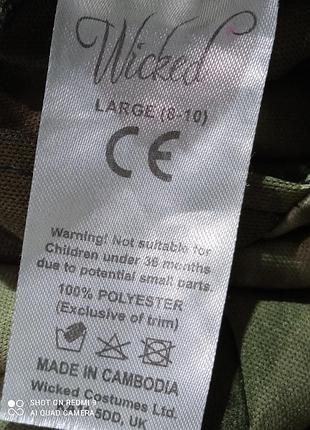 Wicked
LARGE (8-10)
CE
Warning! Not suitable for
Children under 36 months
due to potential small parts.
100% POLYESTER
(Exclusive of trim)
MADE IN CAMBODIA
Wicked Costumes Ltd.
5DD, UK
SHOT ON REDMI 9
AI QUAD CAMERA